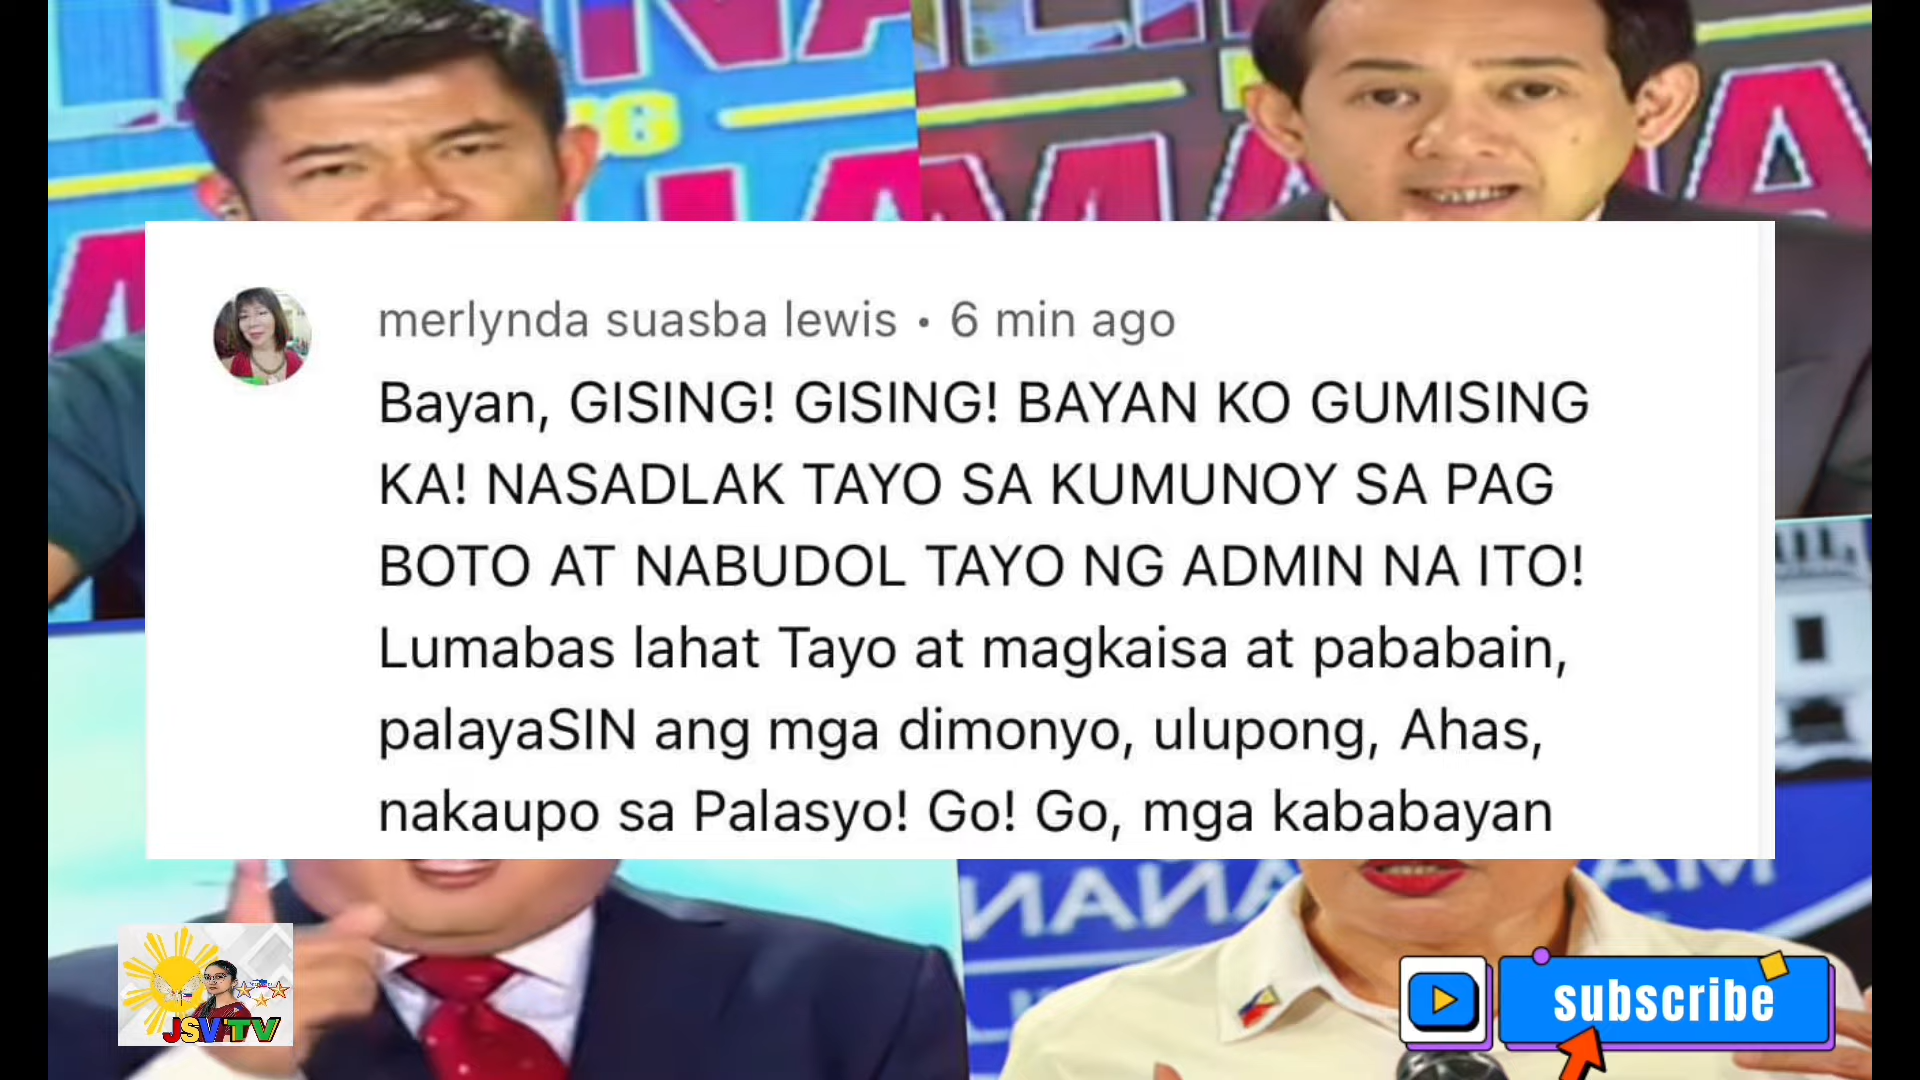 merlynda suasba lewis • 6 min ago
Bayan, GISING! GISING! BAYAN KO GUMISING
KA! NASADLAK TAYO SA KUMUNOY SA PAG
BOTO AT NABUDOL TAYO NG ADMIN NA ITO!
Lumabas lahat Tayo at magkaisa at pababain,
palayaSIN ang mga dimonyo, ulupong, Ahas,
nakaupo sa Palasyo! Go! Go, mga kababayan
JSV TV
subscribe